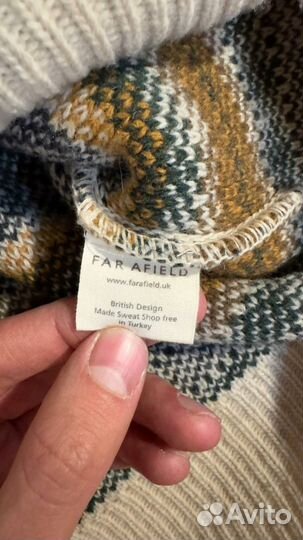 FAR AFIELD
www.farafield.uk
British Design
Made Sweat Shop free
in Turkey
Avito